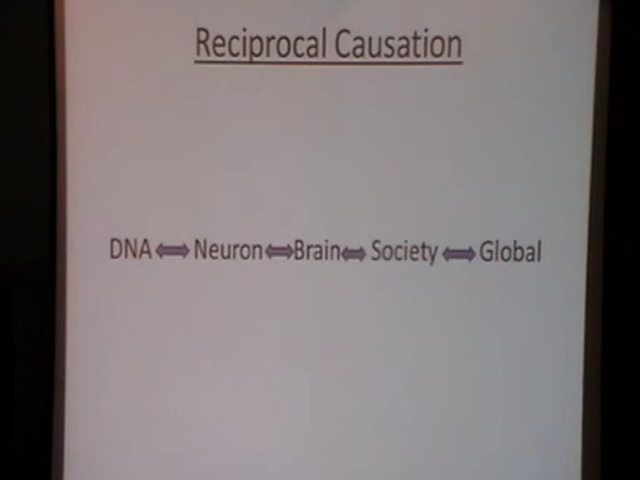 Reciprocal Causation
DNA ⟺ Neuron ⟺ Brain ⟺ Society ⟺ Global